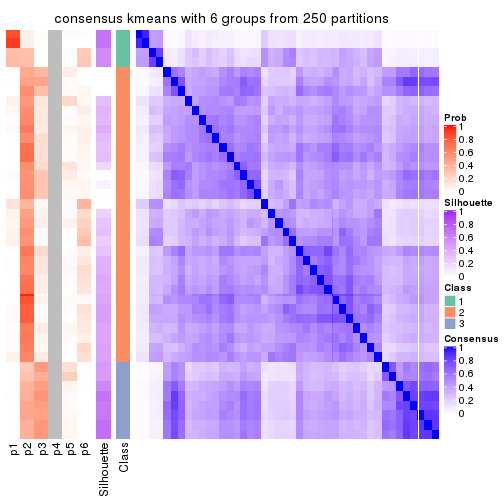 consensus kmeans with 6 groups from 250 partitions
Prob
1
0.8
0.6
0.4
0.2
0
Silhouette
1
0.8
0.6
0.4
0.2
0
Class
1
2
3
Consensus
1
0.8
0.6
0.4
0.2
0
p1
p2
p3
p4
p5
p6
Silhouette
Class